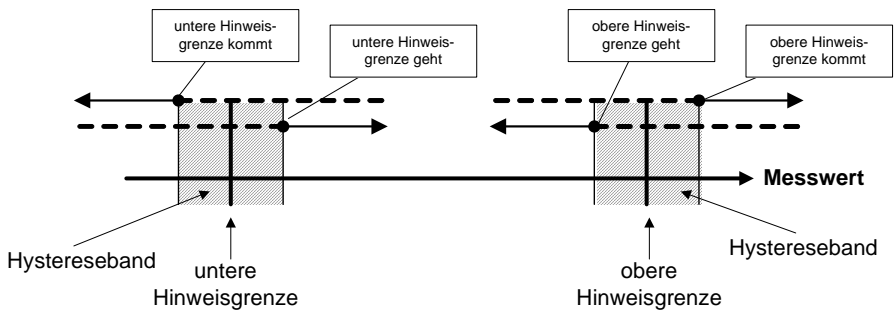 untere Hinweis-
grenze kommt
untere Hinweis-
grenze geht
obere Hinweis-
grenze geht
obere Hinweis-
grenze kommt
Messwert
Hystereseband
untere
Hinweisgrenze
obere
Hinweisgrenze
Hystereseband